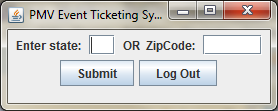 PMV Event Ticketing Sy...
Enter state: OR ZipCode:
Submit Log Out